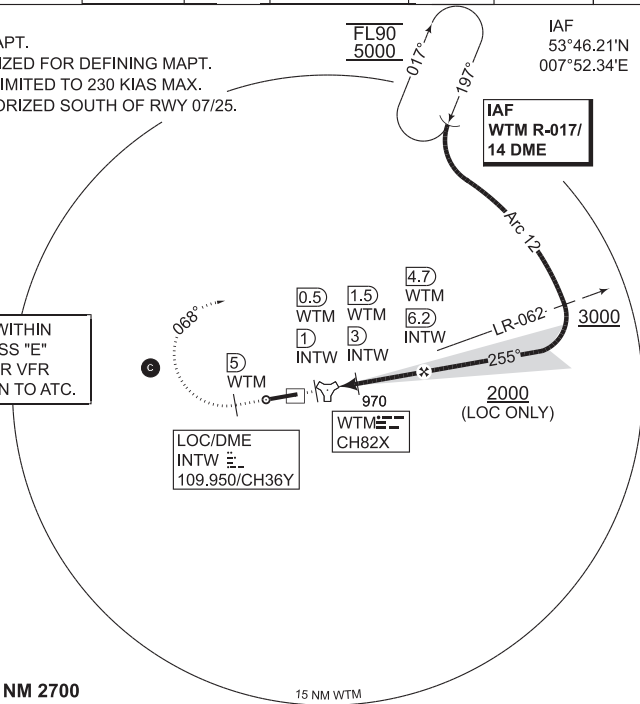 APT.
IZED FOR DEFINING MAPT.
IMITED TO 230 KIAS MAX.
ORIZED SOUTH OF RWY 07/25.
FL90
5000
017°
197°
IAF
53°46.21'N
007°52.34'E
IAF
WTM R-017/
14 DME
Arc 12
LR-062
3000
255°
2000
(LOC ONLY)
4.7
WTM
6.2
INTW
1.5
WTM
3
INTW
0.5
WTM
1
INTW
068°
5
WTM
970
WTM
CH82X
LOC/DME
INTW
109.950/CH36Y
WITHIN
SS "E"
R VFR
N TO ATC.
C
NM 2700
15 NM WTM